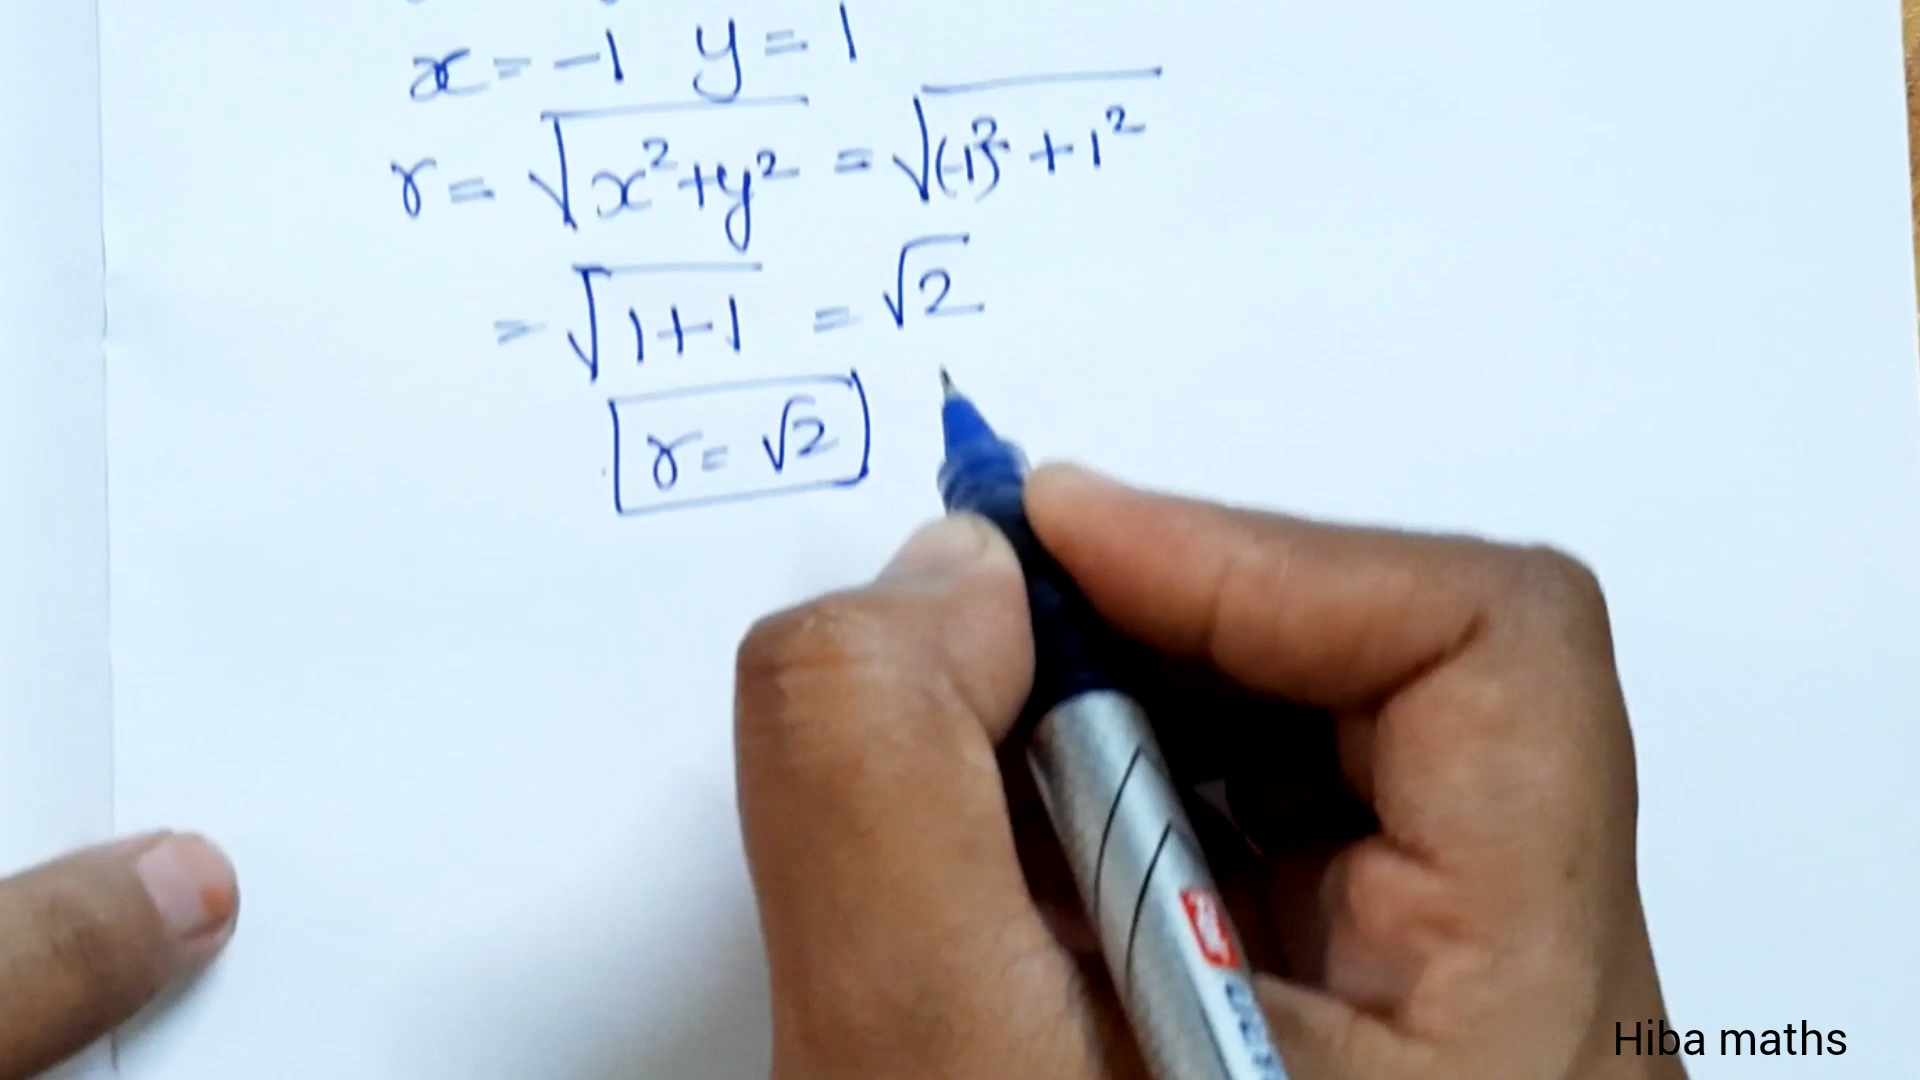 x = -1 y = 1
r = √x²+y² = √(-1)² + 1²
= √1+1 = √2
r = √2
Hiba maths